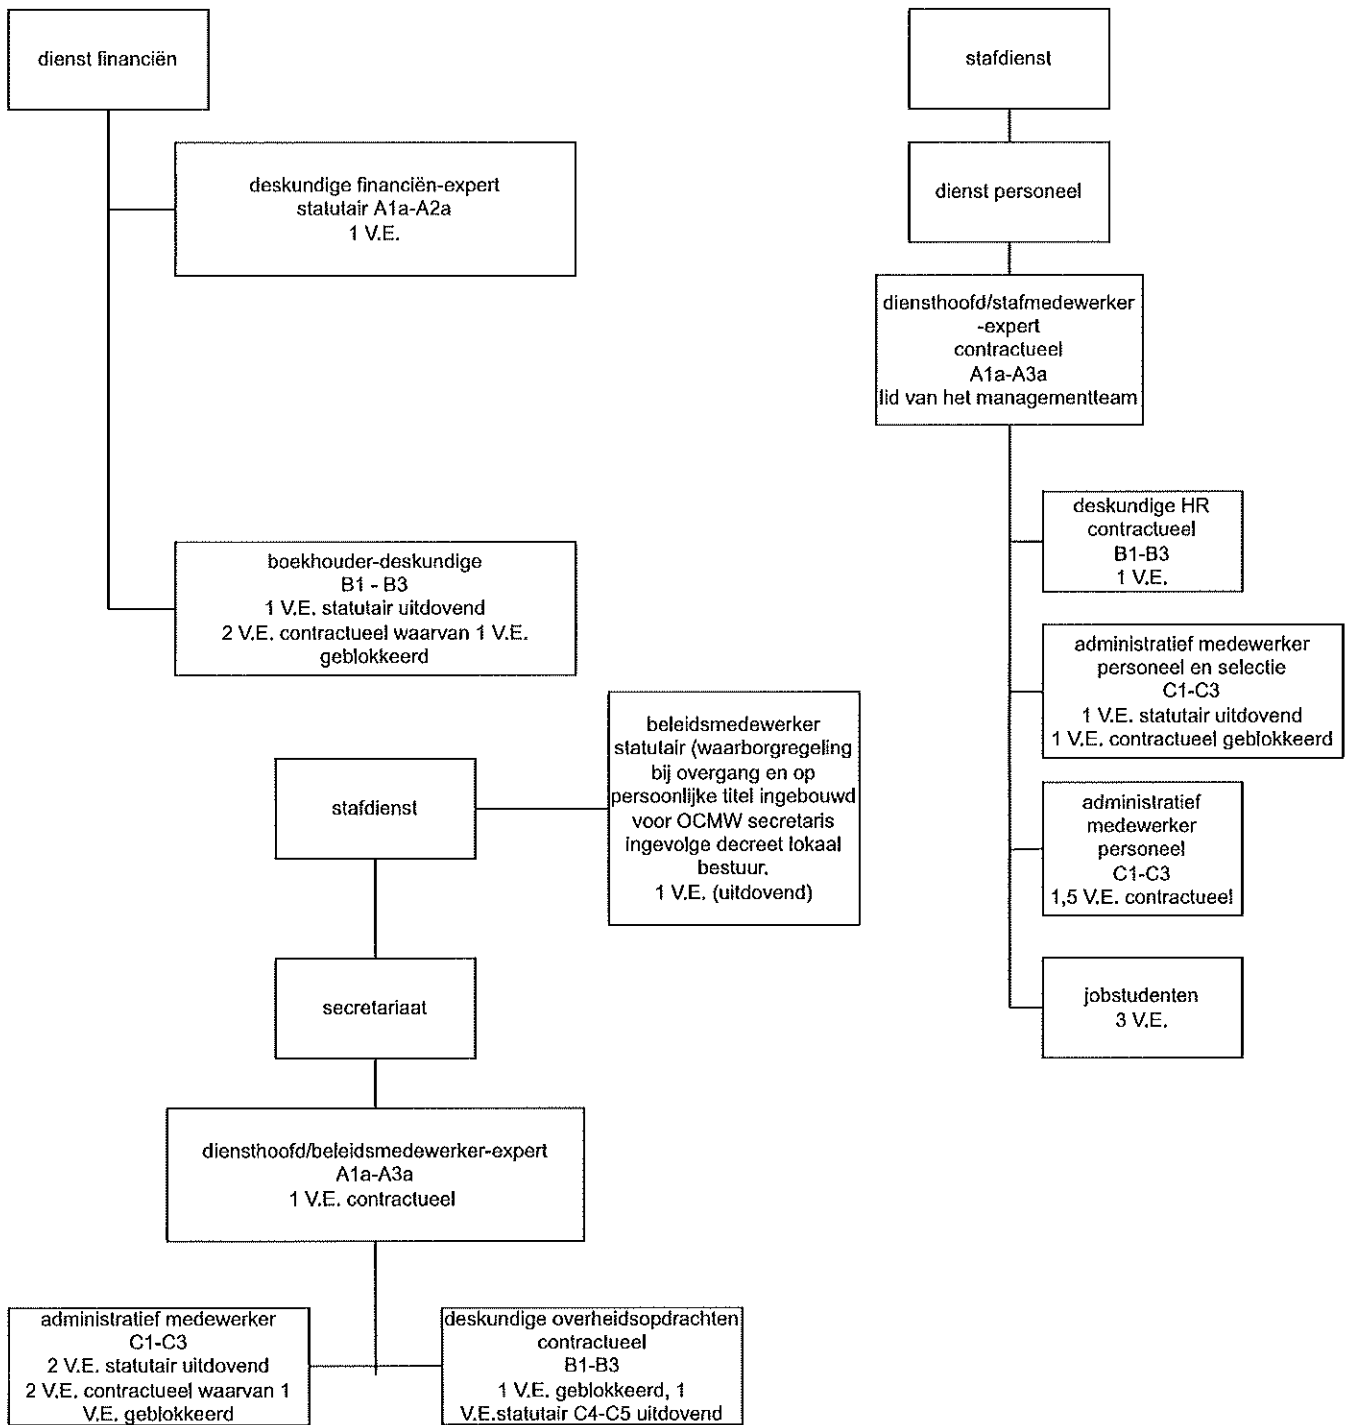 dienst financiën
deskundige financiën-expert
statutair A1a-A2a
1 V.E.
boekhouder-deskundige
B1 - B3
1 V.E. statutair uitdovend
2 V.E. contractueel waarvan 1 V.E.
geblokkeerd
stafdienst
beleidsmedewerker
statutair (waarborgregeling
bij overgang en op
persoonlijke titel ingebouwd
voor OCMW secretaris
ingevolge decreet lokaal
bestuur.
1 V.E. (uitdovend)
secretariaat
diensthoofd/beleidsmedewerker-expert
A1a-A3a
1 V.E. contractueel
administratief medewerker
C1-C3
2 V.E. statutair uitdovend
2 V.E. contractueel waarvan 1
V.E. geblokkeerd
deskundige overheidsopdrachten
contractueel
B1-B3
1 V.E. geblokkeerd, 1
V.E.statutair C4-C5 uitdovend
stafdienst
dienst personeel
diensthoofd/stafmedewerker
-expert
contractueel
A1a-A3a
lid van het managementteam
deskundige HR
contractueel
B1-B3
1 V.E.
administratief medewerker
personeel en selectie
C1-C3
1 V.E. statutair uitdovend
1 V.E. contractueel geblokkeerd
administratief
medewerker
personeel
C1-C3
1,5 V.E. contractueel
jobstudenten
3 V.E.